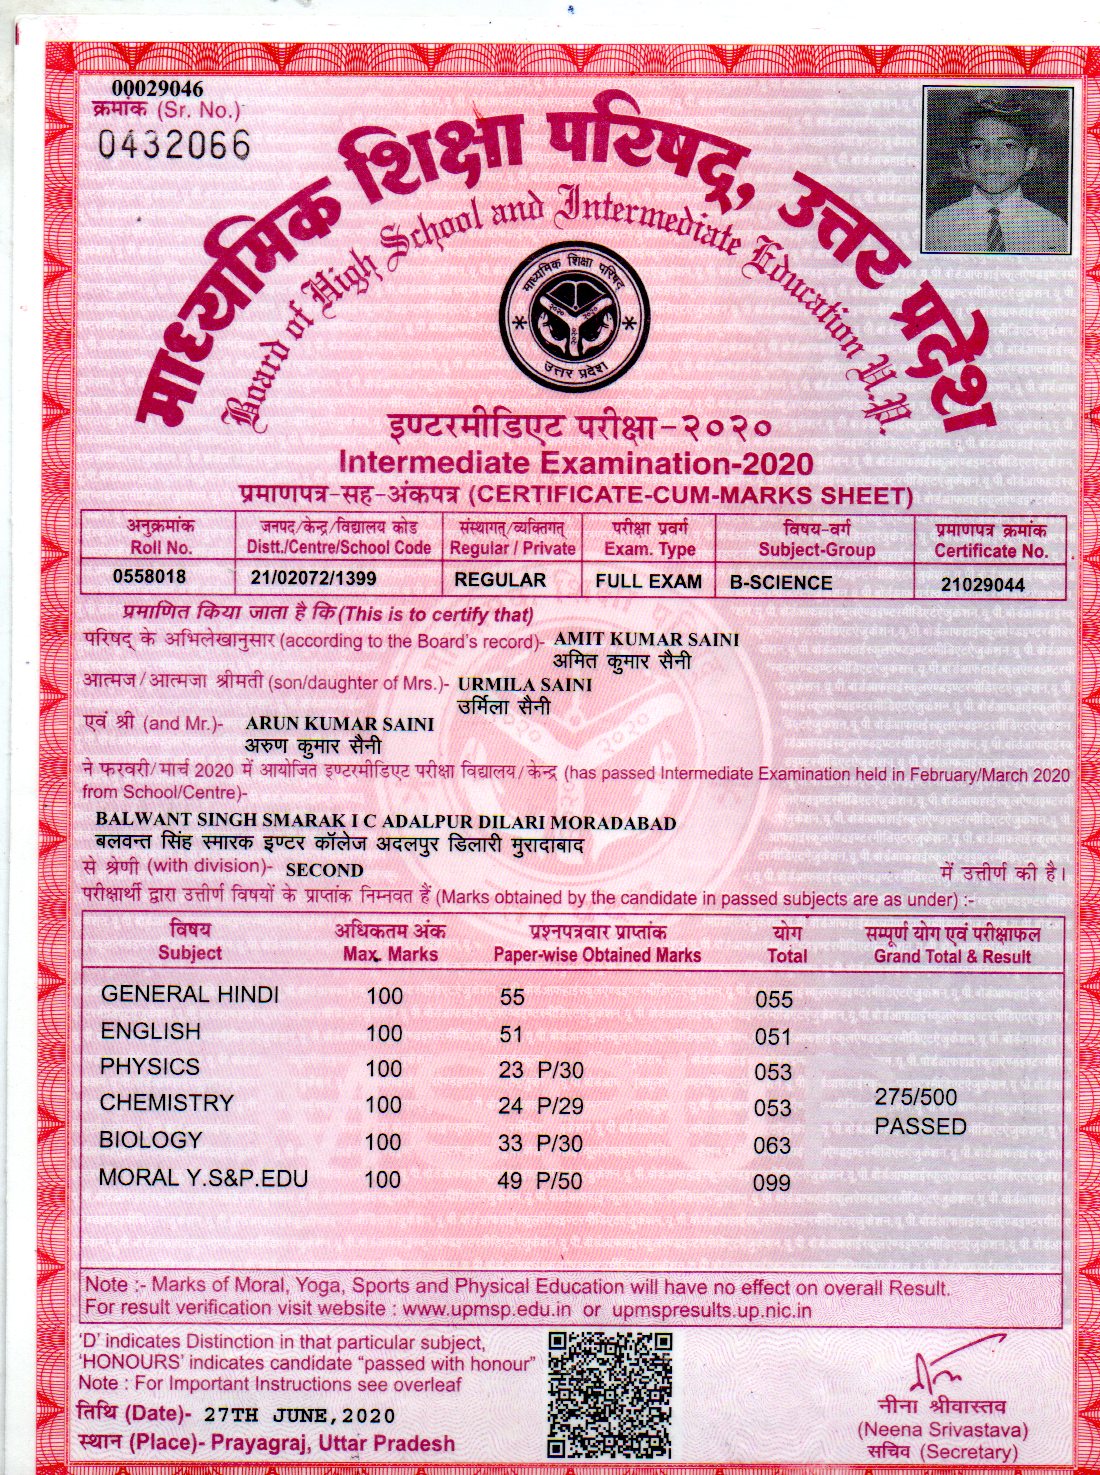 00029046
क्रमांक (Sr. No.)
0432066
माध्यमिक शिक्षा परिषद्, उत्तर प्रदेश
Board of High School and Intermediate Education U.P.
माध्यमिक शिक्षा परिषद्
उत्तर प्रदेश
इण्टरमीडिएट परीक्षा-२०२०
Intermediate Examination-2020
प्रमाणपत्र-सह-अंकपत्र (CERTIFICATE-CUM-MARKS SHEET)
अनुक्रमांक जनपद/केन्द्र/विद्यालय कोड संस्थागत्/व्यक्तिगत् परीक्षा प्रवर्ग विषय-वर्ग प्रमाणपत्र क्रमांक
Roll No. Distt./Centre/School Code Regular / Private Exam. Type Subject-Group Certificate No.
0558018 21/02072/1399 REGULAR FULL EXAM B-SCIENCE 21029044
प्रमाणित किया जाता है कि (This is to certify that)
परिषद् के अभिलेखानुसार (according to the Board's record)- AMIT KUMAR SAINI
अमित कुमार सैनी
आत्मज/आत्मजा श्रीमती (son/daughter of Mrs.)- URMILA SAINI
उर्मिला सैनी
एवं श्री (and Mr.)- ARUN KUMAR SAINI
अरुण कुमार सैनी
ने फरवरी/मार्च 2020 में आयोजित इण्टरमीडिएट परीक्षा विद्यालय/केन्द्र (has passed Intermediate Examination held in February/March 2020
from School/Centre)-
BALWANT SINGH SMARAK I C ADALPUR DILARI MORADABAD
बलवन्त सिंह स्मारक इण्टर कॉलेज अदलपुर डिलारी मुरादाबाद
से श्रेणी (with division)- SECOND में उत्तीर्ण की है।
परीक्षार्थी द्वारा उत्तीर्ण विषयों के प्राप्तांक निम्नवत हैं (Marks obtained by the candidate in passed subjects are as under) :-
विषय अधिकतम अंक प्रश्नपत्रवार प्राप्तांक योग सम्पूर्ण योग एवं परीक्षाफल
Subject Max. Marks Paper-wise Obtained Marks Total Grand Total & Result
GENERAL HINDI 100 55 055
ENGLISH 100 51 051
PHYSICS 100 23 P/30 053
CHEMISTRY 100 24 P/29 053 275/500
PASSED
BIOLOGY 100 33 P/30 063
MORAL Y.S&P.EDU 100 49 P/50 099
Note :- Marks of Moral, Yoga, Sports and Physical Education will have no effect on overall Result.
For result verification visit website : www.upmsp.edu.in or upmspresults.up.nic.in
'D' indicates Distinction in that particular subject,
'HONOURS' indicates candidate "passed with honour"
Note : For Important Instructions see overleaf
तिथि (Date)- 27TH JUNE,2020
स्थान (Place)- Prayagraj, Uttar Pradesh
नीना श्रीवास्तव
(Neena Srivastava)
सचिव (Secretary)